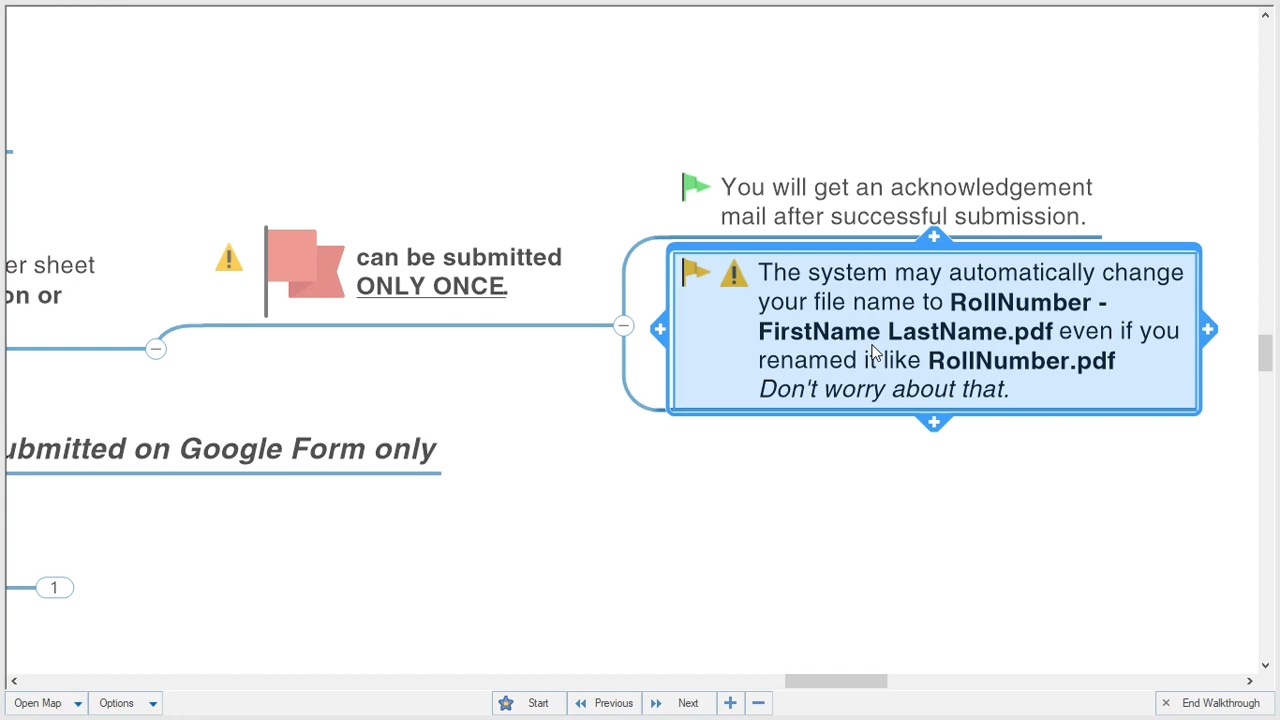 You will get an acknowledgement
mail after successful submission.
er sheet
on or
can be submitted
ONLY ONCE.
The system may automatically change
your file name to RollNumber -
FirstName LastName.pdf even if you
renamed it like RollNumber.pdf
Don't worry about that.
ubmitted on Google Form only
1
Open Map
Options
Start
Previous
Next
End Walkthrough